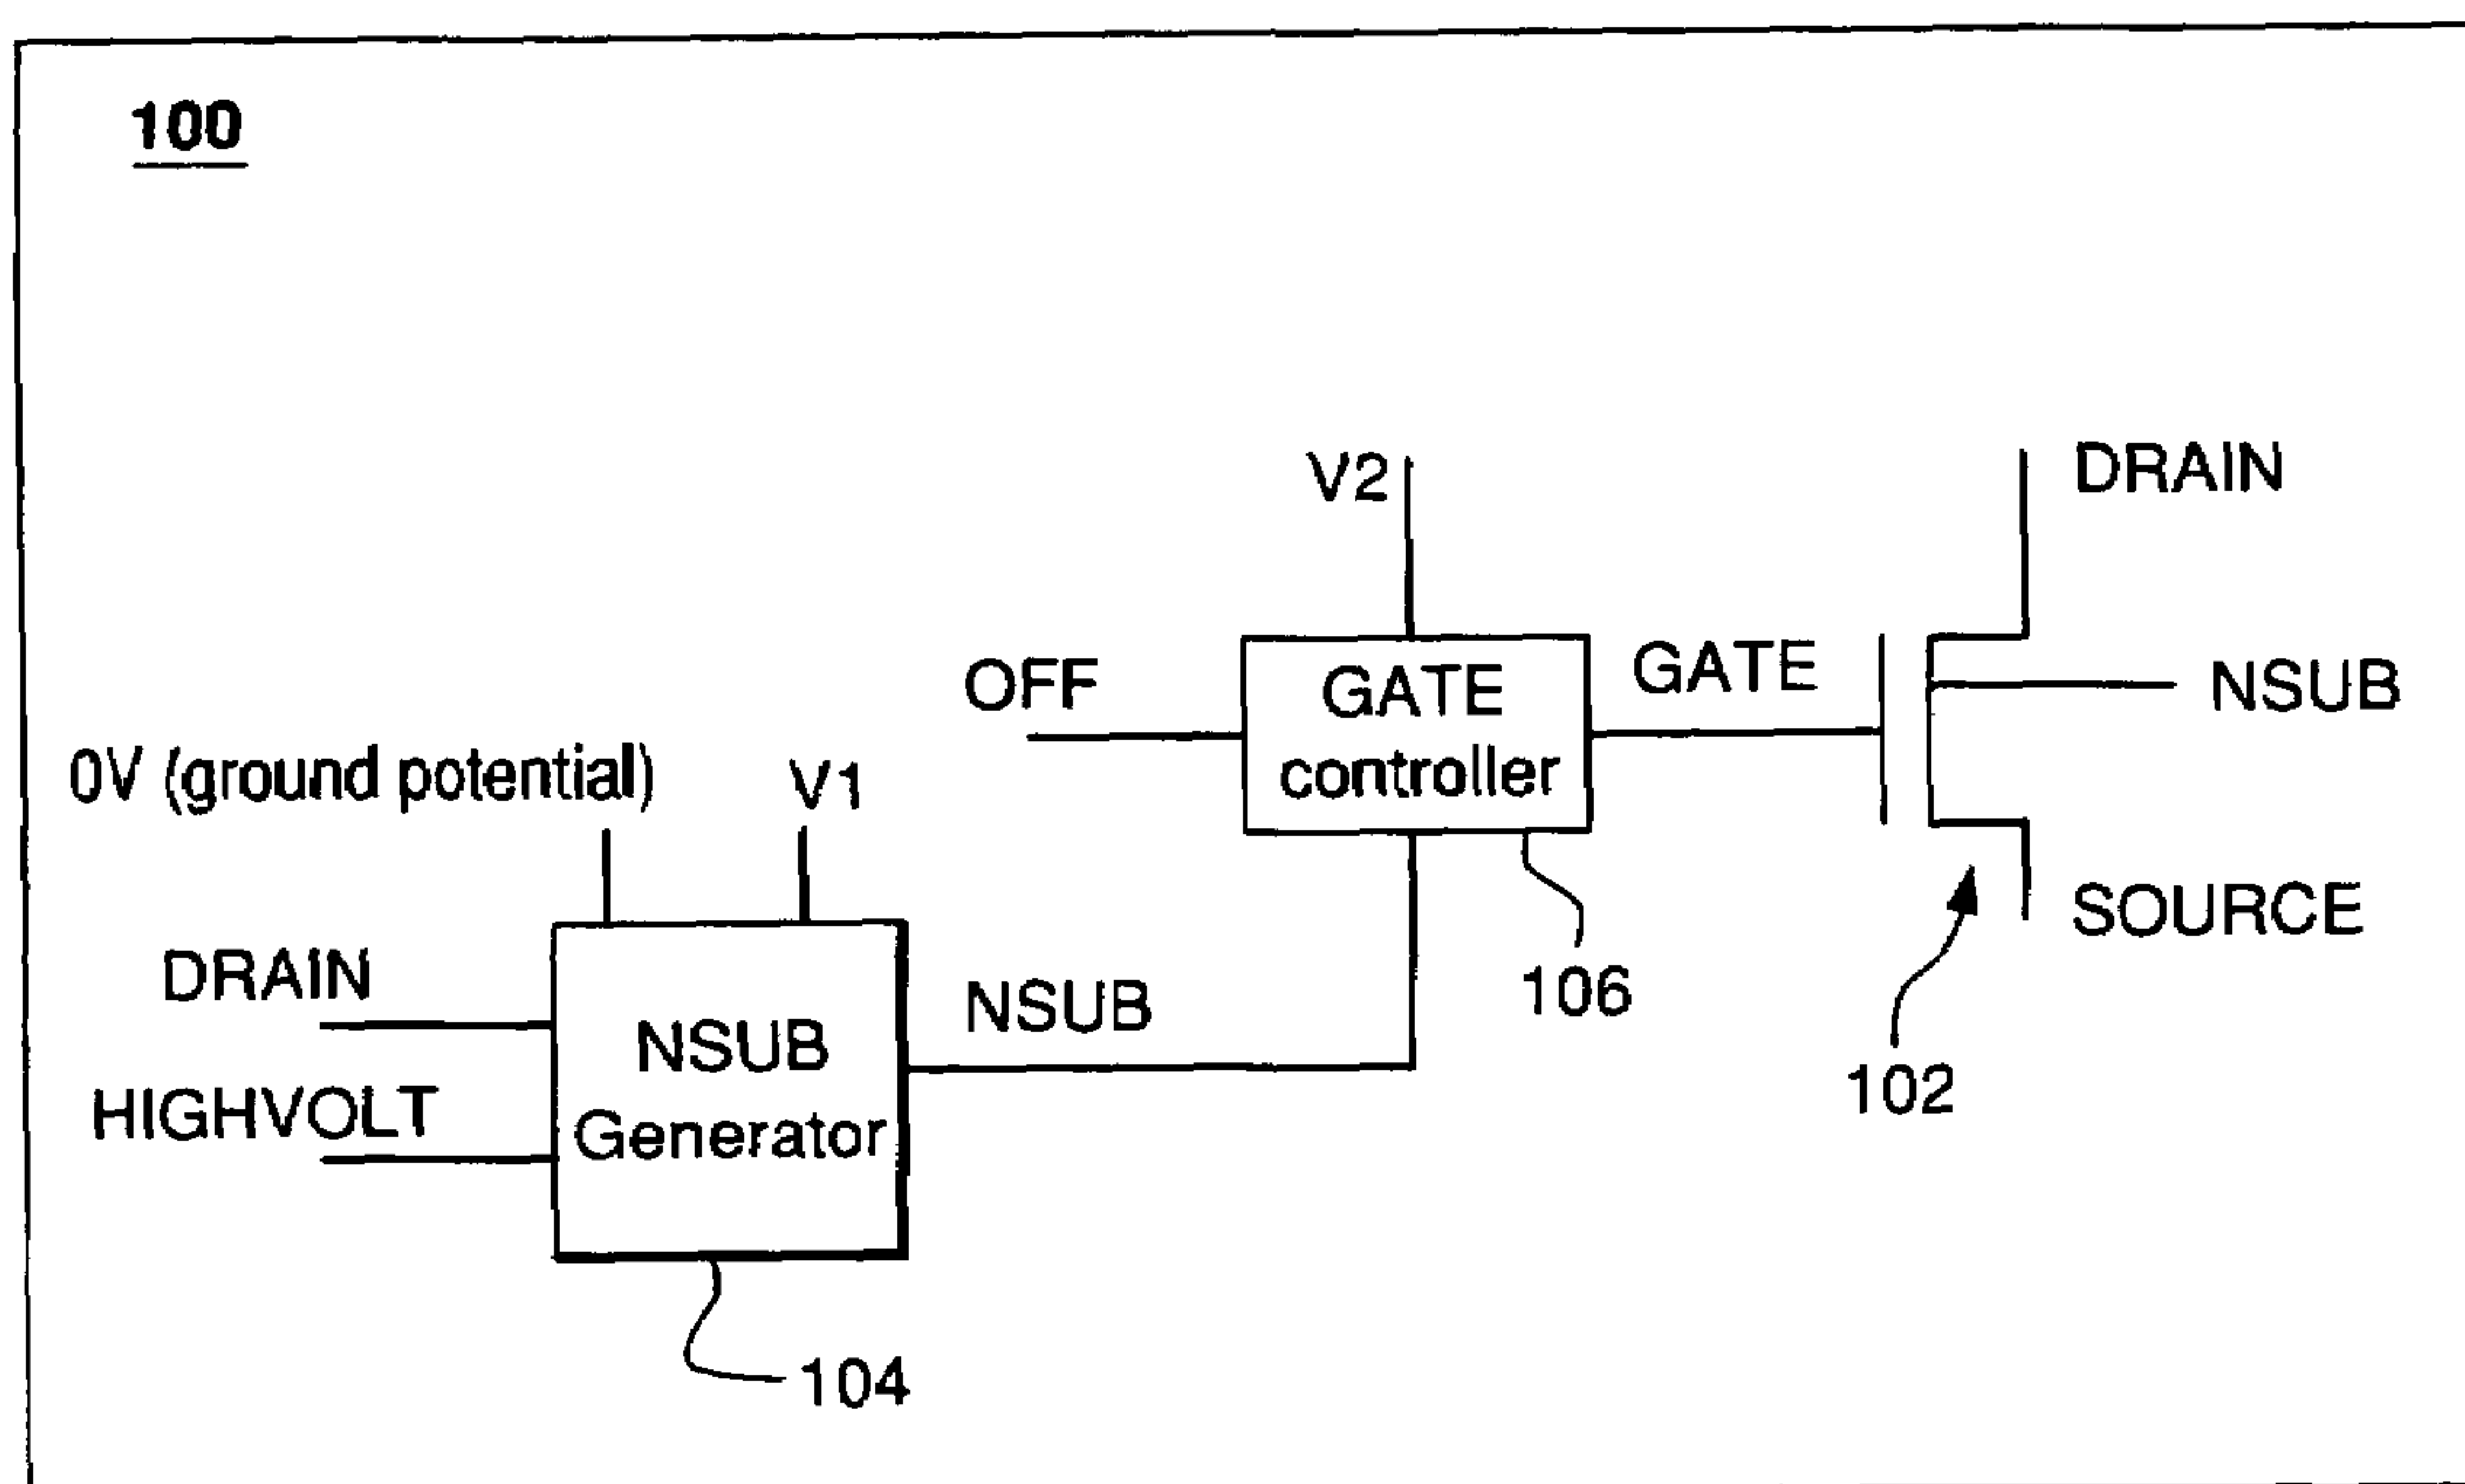 100
V2
DRAIN
OFF
GATE
controller
GATE
NSUB
0V (ground potential)
V1
SOURCE
DRAIN
HIGHVOLT
NSUB
Generator
NSUB
106
102
104